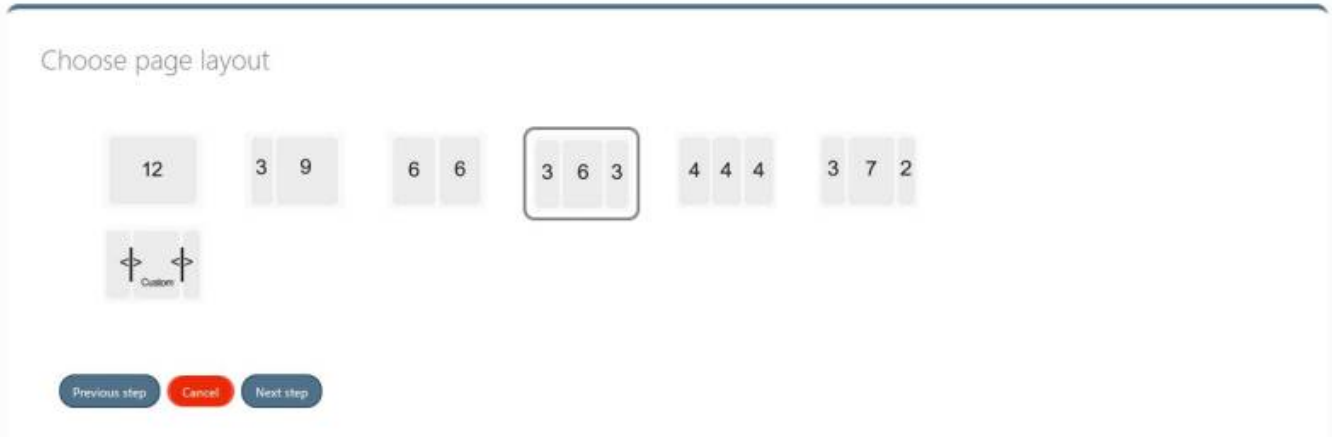 Choose page layout
12 3 9 6 6 3 6 3 4 4 4 3 7 2
<> Custom <>
Previous step Cancel Next step